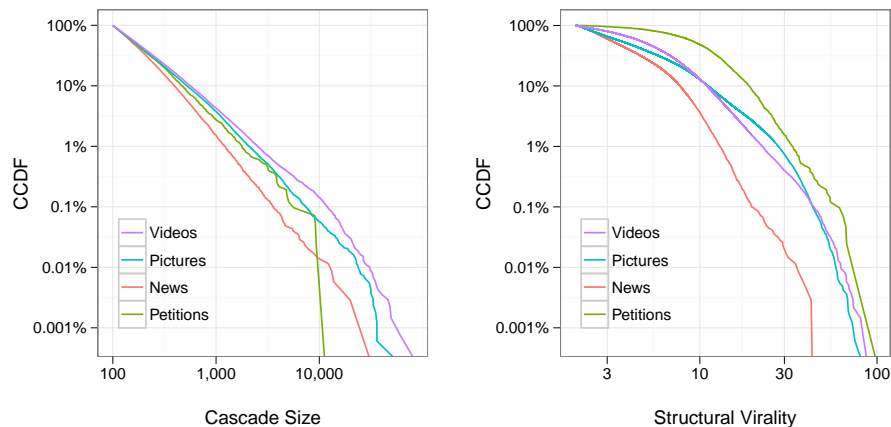 100%
10%
1%
0.1%
0.01%
0.001%
CCDF
Videos
Pictures
News
Petitions
100
1,000
10,000
Cascade Size
100%
10%
1%
0.1%
0.01%
0.001%
CCDF
Videos
Pictures
News
Petitions
3
10
30
100
Structural Virality